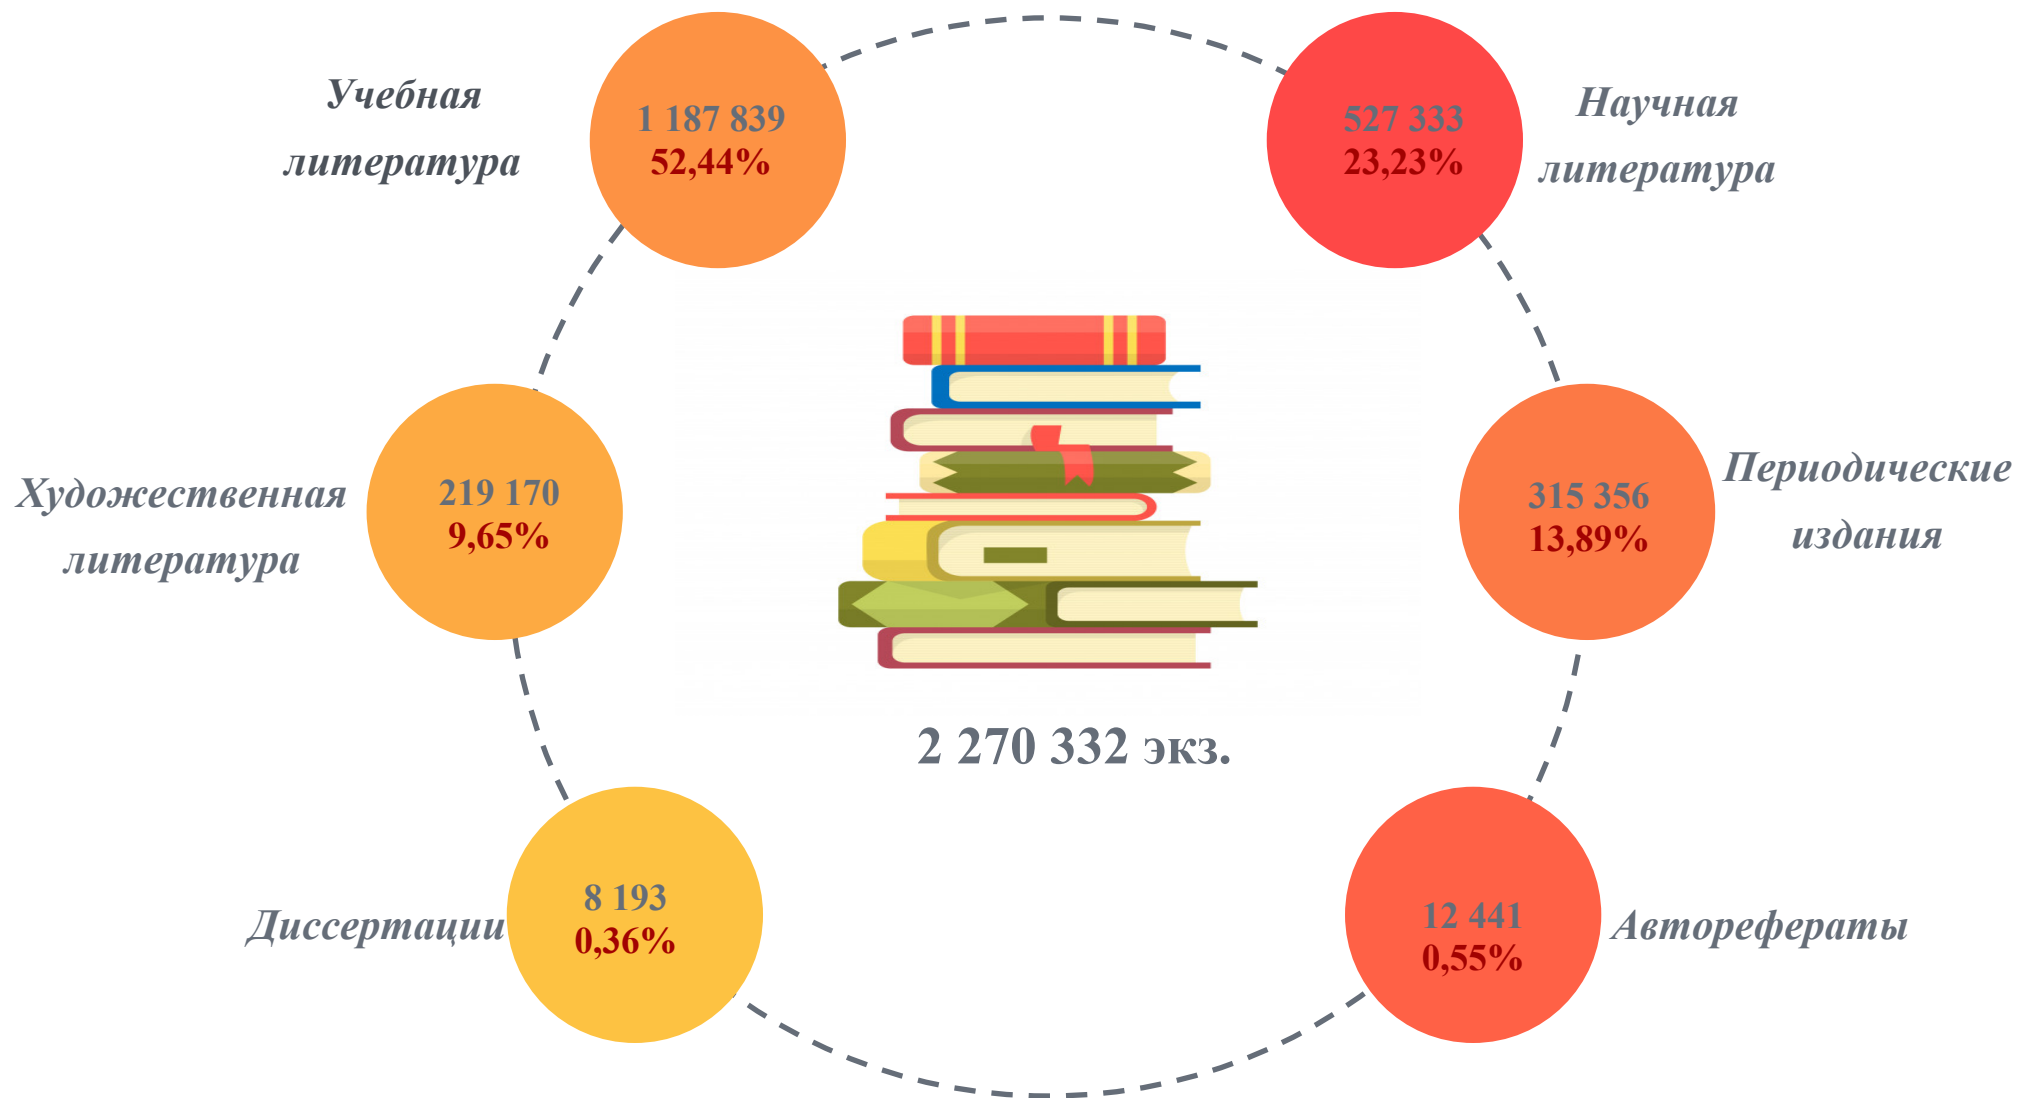 Учебная
литература
1 187 839
52,44%
527 333
23,23%
Научная
литература
Художественная
литература
219 170
9,65%
315 356
13,89%
Периодические
издания
2 270 332 экз.
Диссертации
8 193
0,36%
12 441
0,55%
Авторефераты